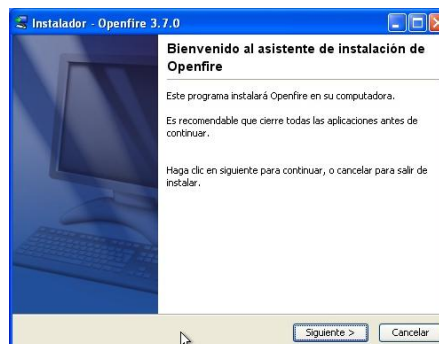 Instalador - Openfire 3.7.0
Bienvenido al asistente de instalación de
Openfire
Este programa instalará Openfire en su computadora.
Es recomendable que cierre todas las aplicaciones antes de
continuar.
Haga clic en siguiente para continuar, o cancelar para salir de
instalar.
Siguiente >
Cancelar